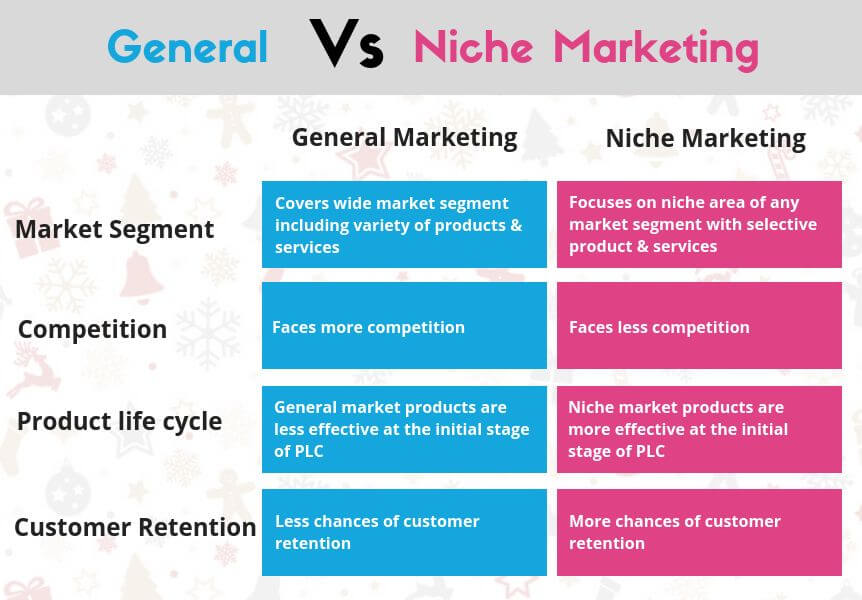 General Vs Niche Marketing
General Marketing
Niche Marketing
Market Segment
Covers wide market segment
including variety of products &
services
Focuses on niche area of any
market segment with selective
product & services
Competition
Faces more competition
Faces less competition
Product life cycle
General market products are
less effective at the initial stage
of PLC
Niche market products are
more effective at the initial
stage of PLC
Customer Retention
Less chances of customer
retention
More chances of customer
retention